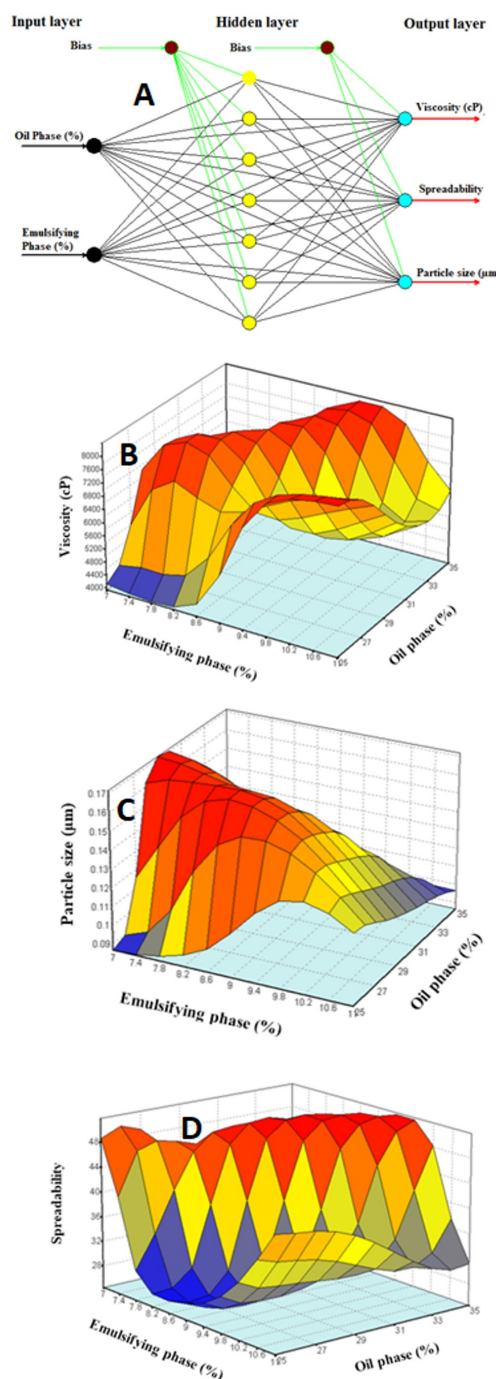 Input layer Hidden layer Output layer
Bias Bias
A
Viscosity (cP)
Oil Phase (%)
Spreadability
Emulsifying
Phase (%)
Particle size (µm
B
8000
7200
6800
6000
5200
4800
4400
4000
Viscosity (cP)
7 7.4 7.8 8.2 8.6 9 9.4 9.8 10.2 10.6 11
Emulsifying phase (%)
25 27 29 31 33 35
Oil phase (%)
C
0.17
0.16
0.15
0.14
0.13
0.12
0.11
0.1
0.09
Particle size (µm)
7 7.4 7.8 8.2 8.6 9 9.4 9.8 10.2 10.6 11
Emulsifying phase (%)
25 27 29 31 33 35
Oil phase (%)
D
48
44
40
36
32
28
Spreadability
7 7.4 7.8 8.2 8.6 9 9.4 9.8 10.2 10.6 11
Emulsifying phase (%)
25 27 29 31 33 35
Oil phase (%)